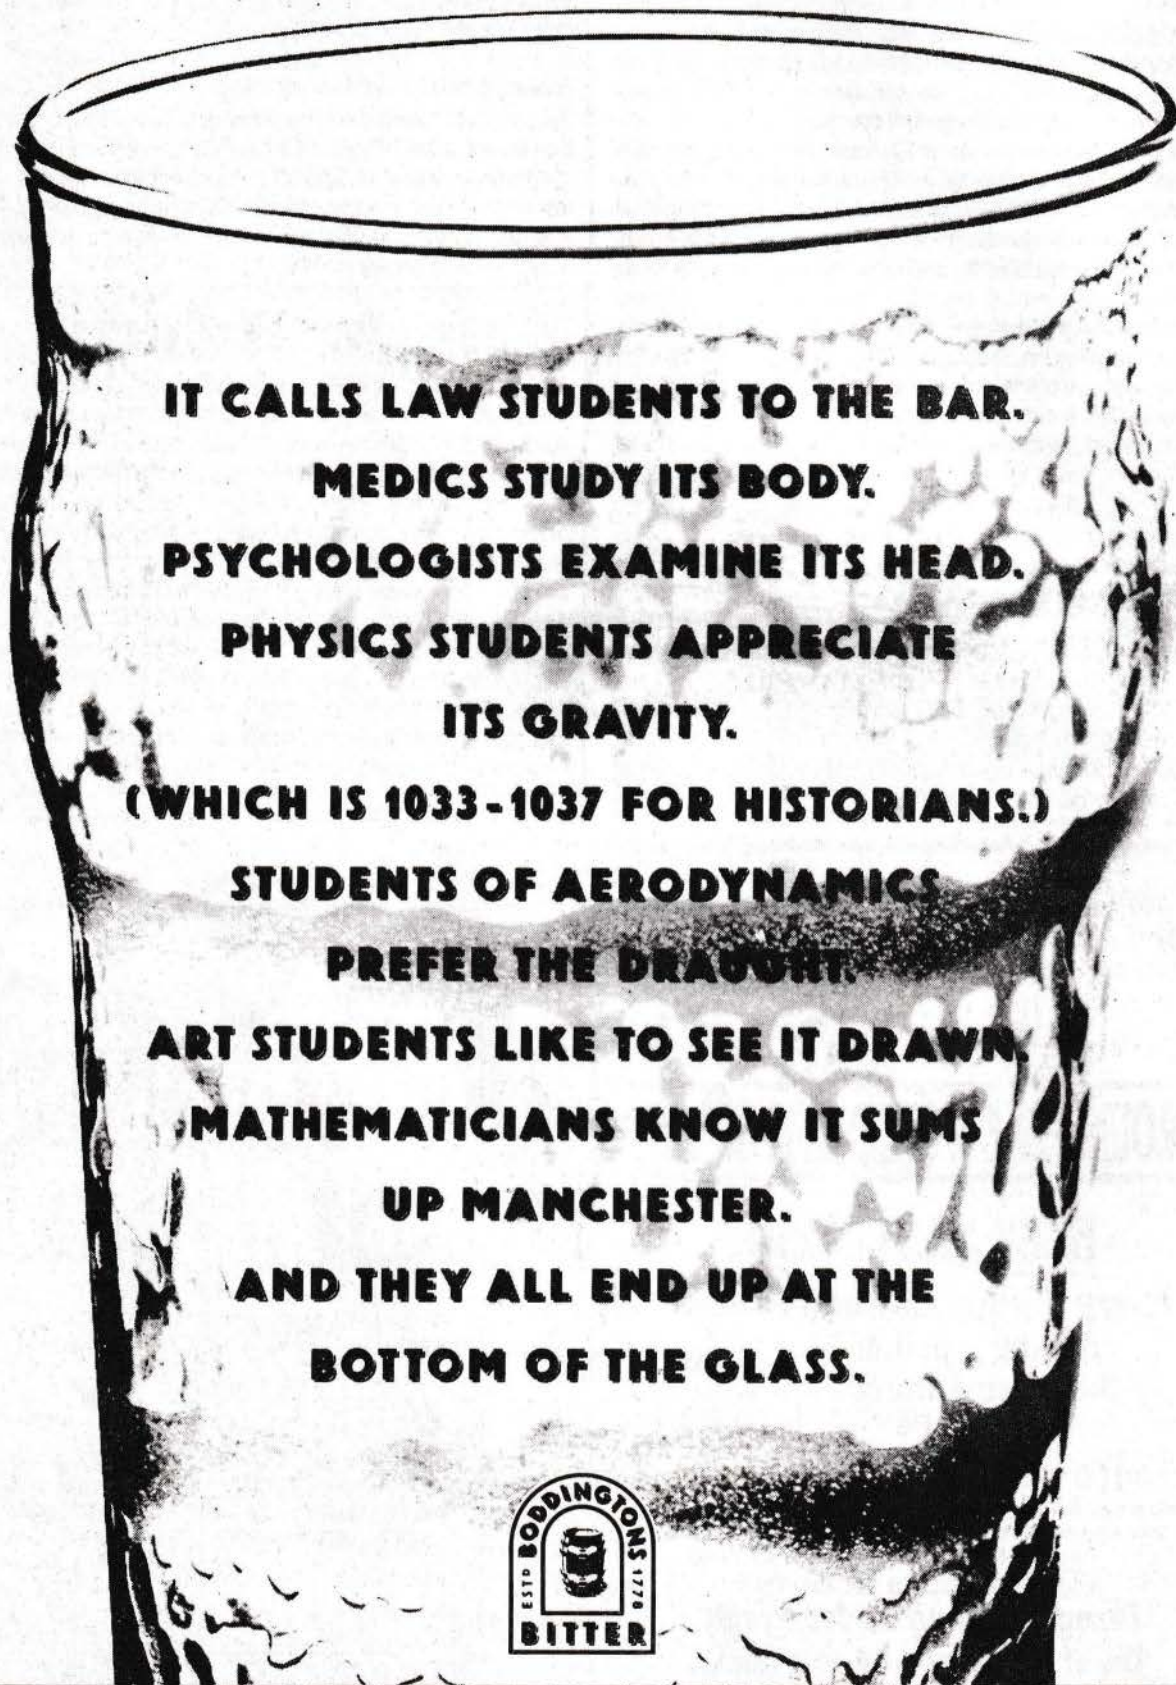 IT CALLS LAW STUDENTS TO THE BAR.
MEDICS STUDY ITS BODY.
PSYCHOLOGISTS EXAMINE ITS HEAD.
PHYSICS STUDENTS APPRECIATE
ITS GRAVITY.
(WHICH IS 1033-1037 FOR HISTORIANS.)
STUDENTS OF AERODYNAMICS
PREFER THE DRAUGHT.
ART STUDENTS LIKE TO SEE IT DRAWN.
MATHEMATICIANS KNOW IT SUMS
UP MANCHESTER.
AND THEY ALL END UP AT THE
BOTTOM OF THE GLASS.
ESTD BODDINGTONS 1778
BITTER